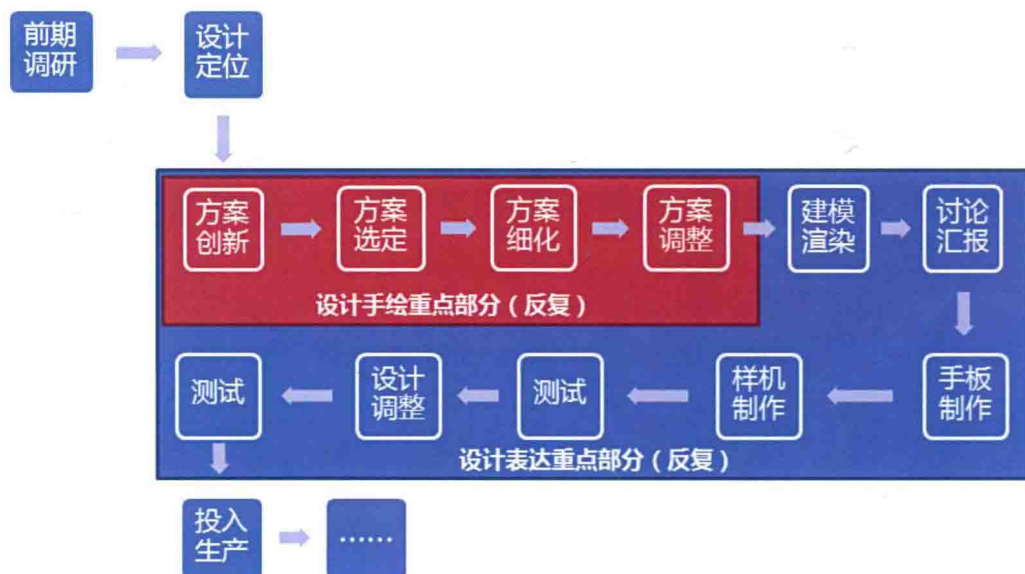 前期
调研
设计
定位
方案
创新
方案
选定
方案
细化
方案
调整
建模
渲染
讨论
汇报
设计手绘重点部分（反复）
手板
制作
样机
制作
测试
设计
调整
测试
设计表达重点部分（反复）
投入
生产
……